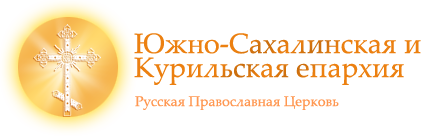 Южно-Сахалинская и
Курильская епархия
Русская Православная Церковь